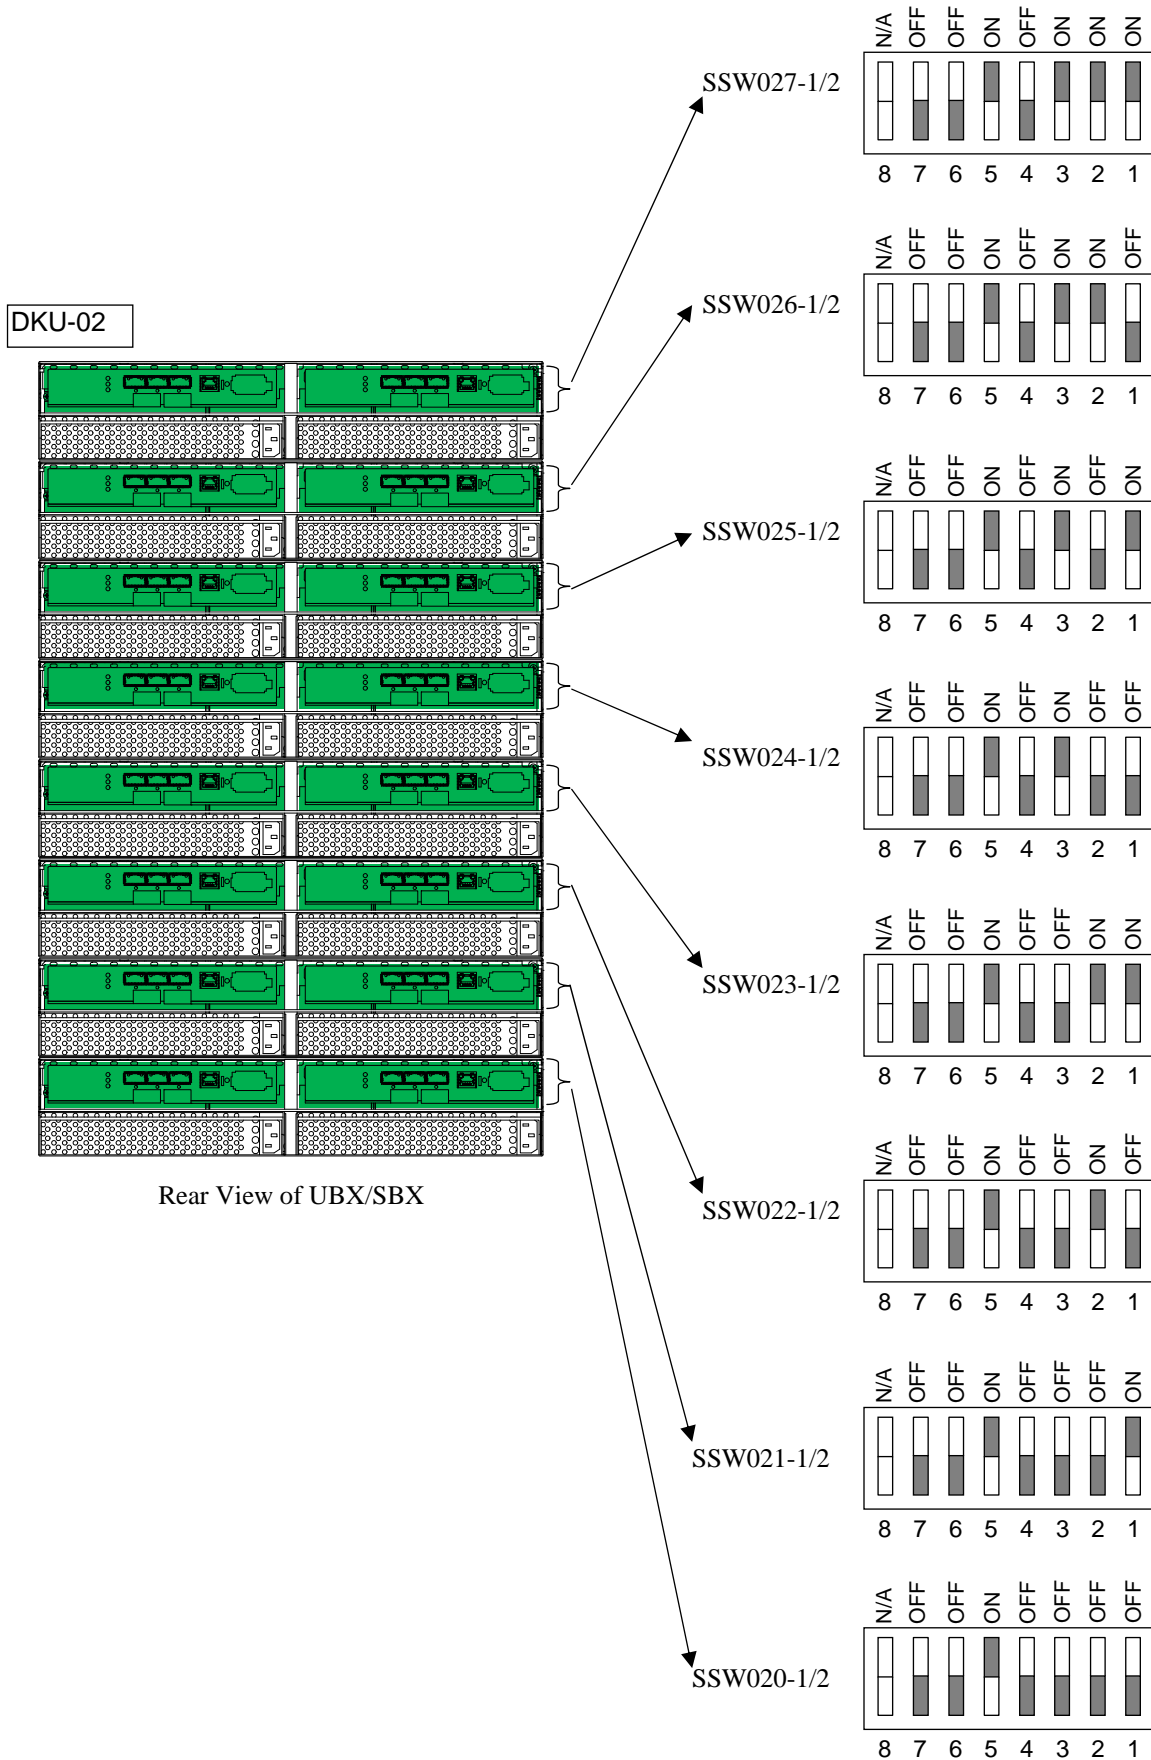 N/A OFF OFF ON OFF ON ON ON
SSW027-1/2
8 7 6 5 4 3 2 1
N/A OFF OFF ON OFF ON ON OFF
SSW026-1/2
8 7 6 5 4 3 2 1
DKU-02
N/A OFF OFF ON OFF ON OFF ON
SSW025-1/2
8 7 6 5 4 3 2 1
N/A OFF OFF ON OFF ON OFF OFF
SSW024-1/2
8 7 6 5 4 3 2 1
N/A OFF OFF ON OFF OFF ON ON
SSW023-1/2
8 7 6 5 4 3 2 1
Rear View of UBX/SBX
N/A OFF OFF ON OFF OFF ON OFF
SSW022-1/2
8 7 6 5 4 3 2 1
N/A OFF OFF ON OFF OFF OFF ON
SSW021-1/2
8 7 6 5 4 3 2 1
N/A OFF OFF ON OFF OFF OFF OFF
SSW020-1/2
8 7 6 5 4 3 2 1